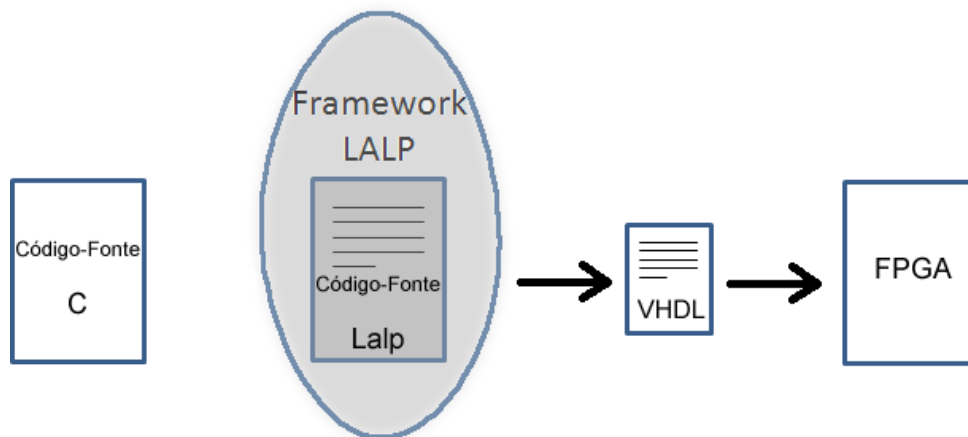 Código-Fonte
C
Framework
LALP
Código-Fonte
Lalp
VHDL
FPGA